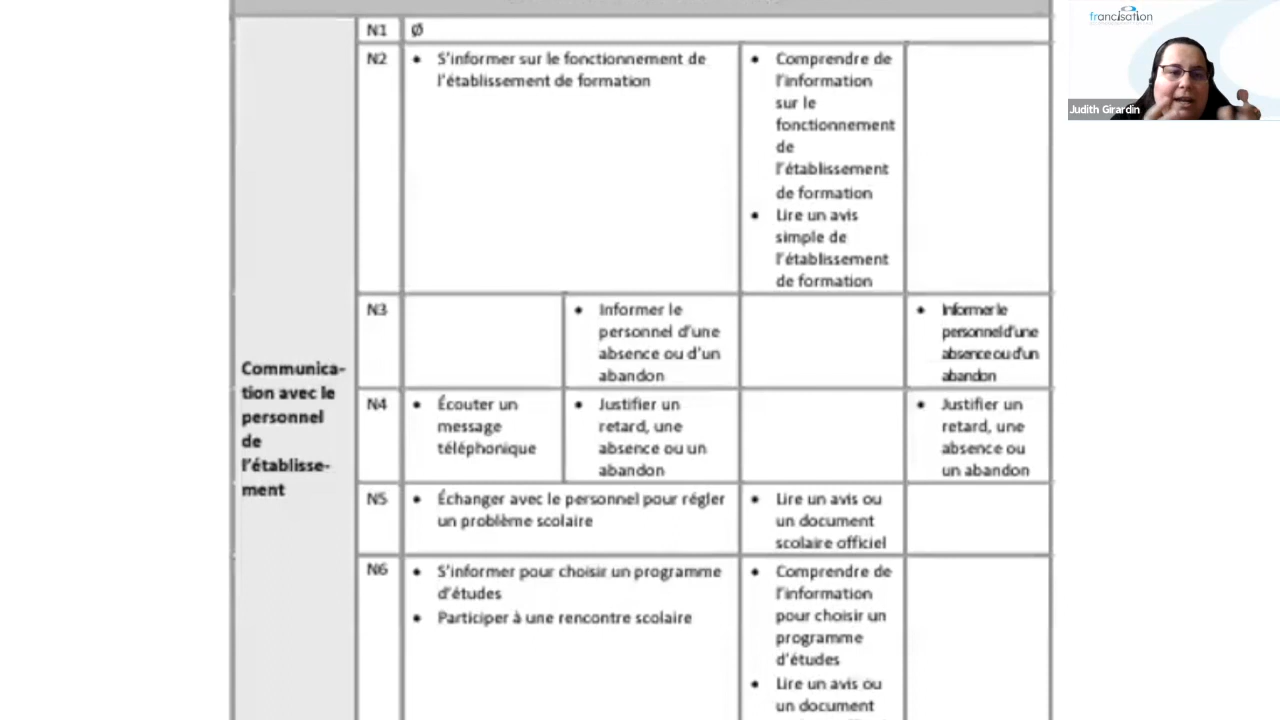 francisation
Judith Girardin
Communica-
tion avec le
personnel
de
l'établisse-
ment
N1
Ø
N2
• S'informer sur le fonctionnement de
l'établissement de formation
• Comprendre de
l'information
sur le
fonctionnement
de
l'établissement
de formation
• Lire un avis
simple de
l'établissement
de formation
N3
• Informer le
personnel d'une
absence ou d'un
abandon
• Informer le
personnel d'une
absence ou d'un
abandon
N4
• Écouter un
message
téléphonique
• Justifier un
retard, une
absence ou un
abandon
• Justifier un
retard, une
absence ou
un abandon
N5
• Échanger avec le personnel pour régler
un problème scolaire
• Lire un avis ou
un document
scolaire officiel
N6
• S'informer pour choisir un programme
d'études
• Participer à une rencontre scolaire
• Comprendre de
l'information
pour choisir un
programme
d'études
• Lire un avis ou
un document